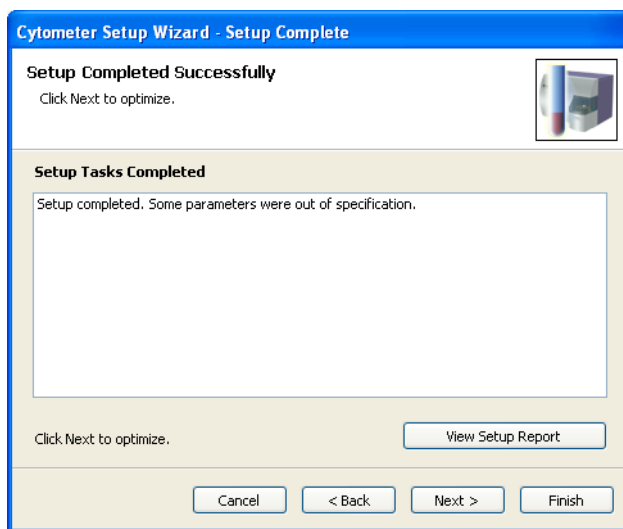 Cytometer Setup Wizard - Setup Complete
Setup Completed Successfully
Click Next to optimize.
Setup Tasks Completed
Setup completed. Some parameters were out of specification.
Click Next to optimize.
View Setup Report
Cancel
< Back
Next >
Finish